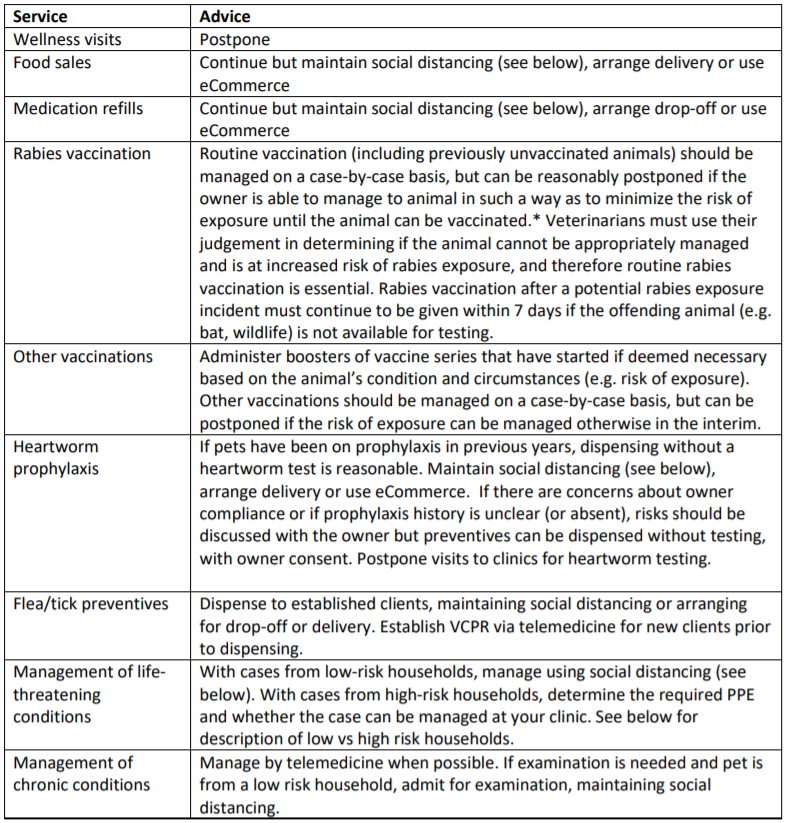 Service Advice
Wellness visits Postpone
Food sales Continue but maintain social distancing (see below), arrange delivery or use
eCommerce
Medication refills Continue but maintain social distancing (see below), arrange drop-off or use
eCommerce
Rabies vaccination Routine vaccination (including previously unvaccinated animals) should be
managed on a case-by-case basis, but can be reasonably postponed if the
owner is able to manage to animal in such a way as to minimize the risk of
exposure until the animal can be vaccinated.* Veterinarians must use their
judgement in determining if the animal cannot be appropriately managed
and is at increased risk of rabies exposure, and therefore routine rabies
vaccination is essential. Rabies vaccination after a potential rabies exposure
incident must continue to be given within 7 days if the offending animal (e.g.
bat, wildlife) is not available for testing.
Other vaccinations Administer boosters of vaccine series that have started if deemed necessary
based on the animal's condition and circumstances (e.g. risk of exposure).
Other vaccinations should be managed on a case-by-case basis, but can be
postponed if the risk of exposure can be managed otherwise in the interim.
Heartworm If pets have been on prophylaxis in previous years, dispensing without a
prophylaxis heartworm test is reasonable. Maintain social distancing (see below),
arrange delivery or use eCommerce. If there are concerns about owner
compliance or if prophylaxis history is unclear (or absent), risks should be
discussed with the owner but preventives can be dispensed without testing,
with owner consent. Postpone visits to clinics for heartworm testing.
Flea/tick preventives Dispense to established clients, maintaining social distancing or arranging
for drop-off or delivery. Establish VCPR via telemedicine for new clients prior
to dispensing.
Management of life- With cases from low-risk households, manage using social distancing (see
threatening below). With cases from high-risk households, determine the required PPE
conditions and whether the case can be managed at your clinic. See below for
description of low vs high risk households.
Management of Manage by telemedicine when possible. If examination is needed and pet is
chronic conditions from a low risk household, admit for examination, maintaining social
distancing.